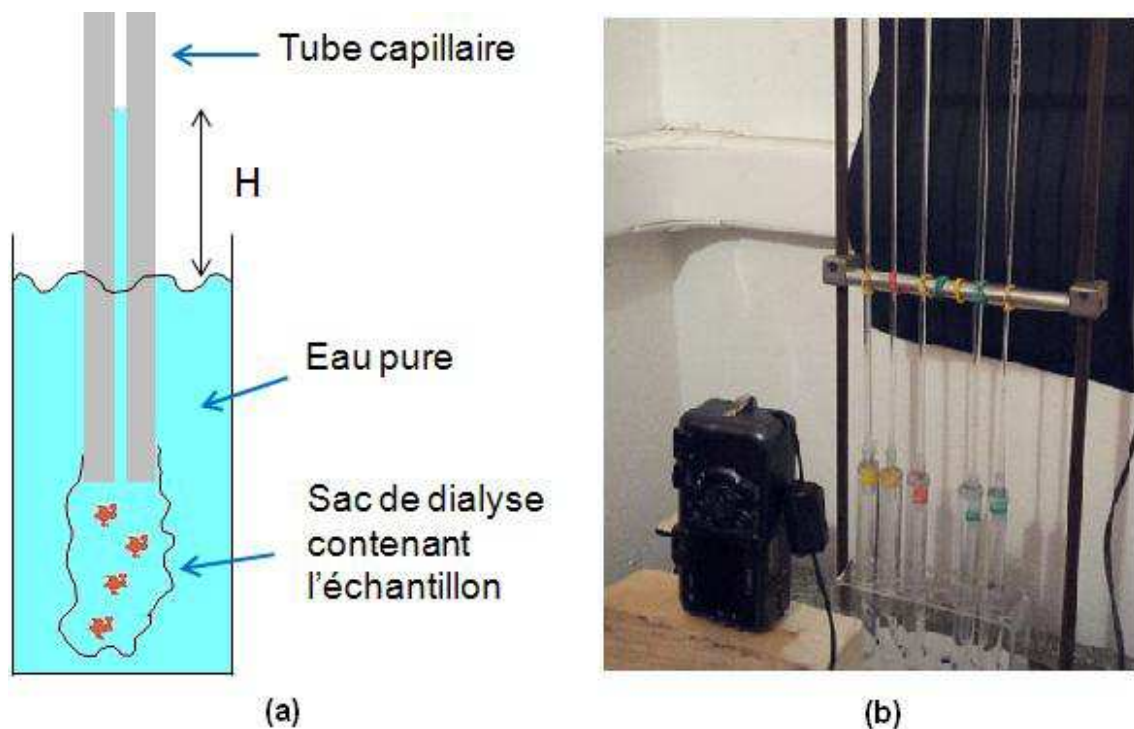 Tube capillaire
H
Eau pure
Sac de dialyse
contenant
l'échantillon
(a)
(b)